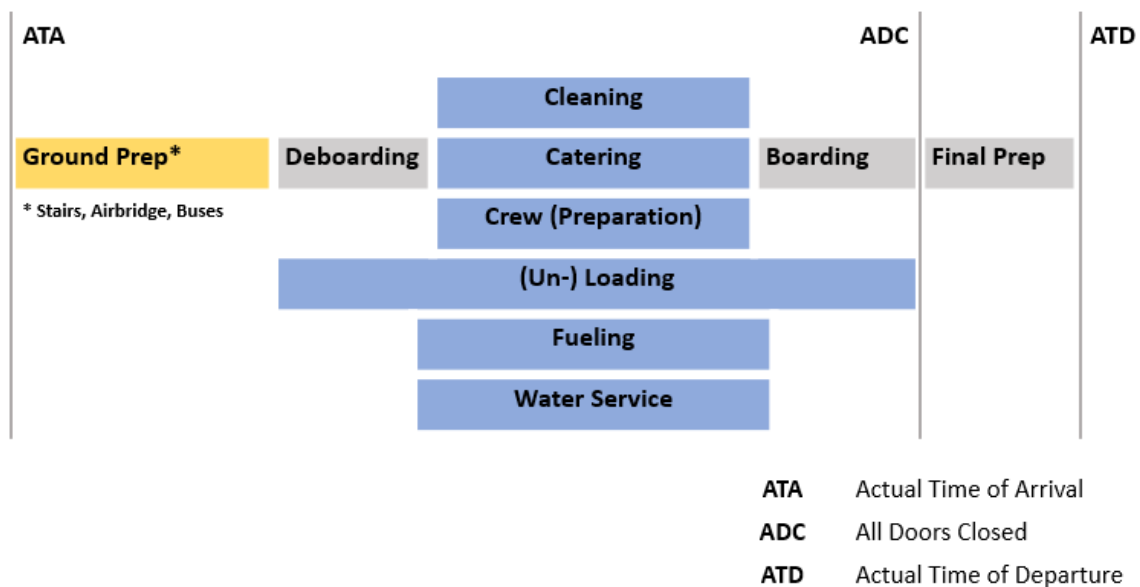 ATA ADC ATD
Cleaning
Ground Prep* Deboarding Catering Boarding Final Prep
* Stairs, Airbridge, Buses
Crew (Preparation)
(Un-) Loading
Fueling
Water Service
ATA Actual Time of Arrival
ADC All Doors Closed
ATD Actual Time of Departure